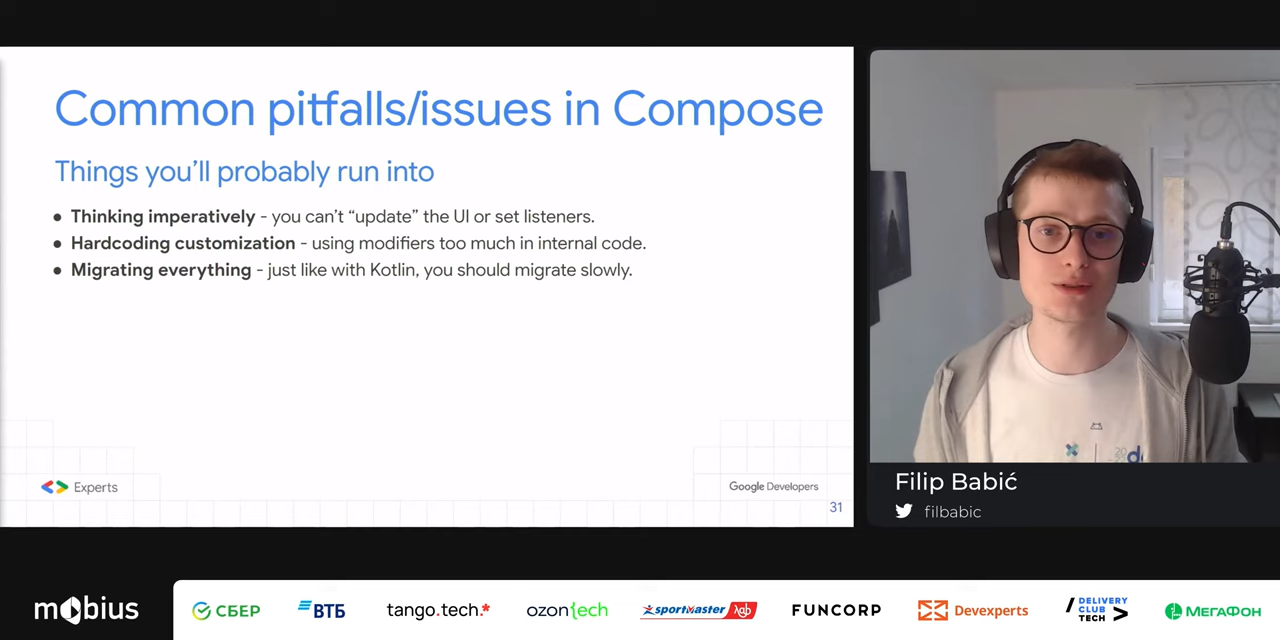 Common pitfalls/issues in Compose
Things you'll probably run into
● Thinking imperatively - you can't “update” the UI or set listeners.
● Hardcoding customization - using modifiers too much in internal code.
● Migrating everything - just like with Kotlin, you should migrate slowly.
Experts
Google Developers
31
Filip Babić
filbabic
mobius
СБЕР
ВТБ
tango.tech.*
ozon{tech
sportmaster lab
FUNCORP
Devexperts
/ DELIVERY
CLUB
TECH >
МЕГАФОН